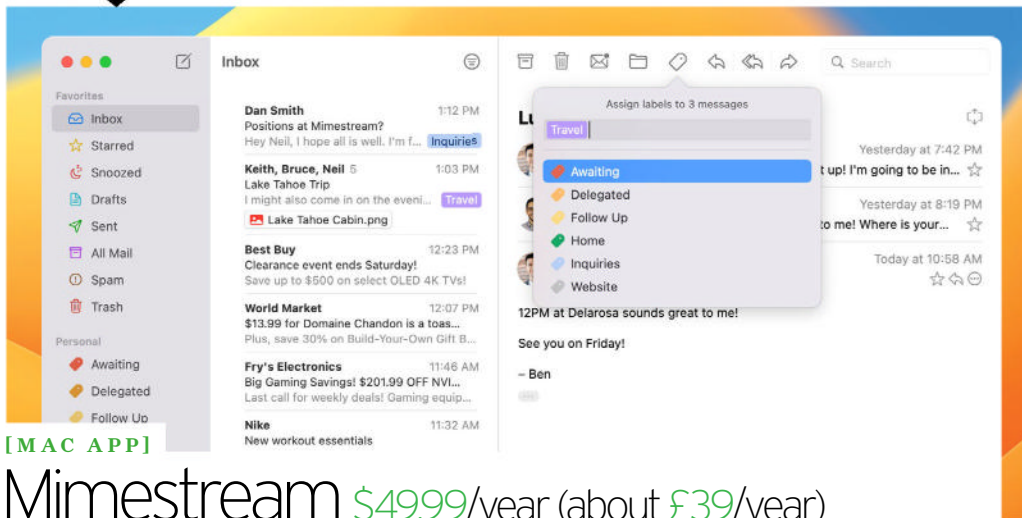 Inbox
Search
Favorites
Inbox
Starred
Snoozed
Drafts
Sent
All Mail
Spam
Trash
Personal
Awaiting
Delegated
Follow Up
Dan Smith 1:12 PM
Positions at Mimestream?
Hey Neil, I hope all is well. I'm f... Inquiries
Keith, Bruce, Neil 5 1:03 PM
Lake Tahoe Trip
I might also come in on the eveni... Travel
Lake Tahoe Cabin.png
Best Buy 12:23 PM
Clearance event ends Saturday!
Save up to $500 on select OLED 4K TVs!
World Market 12:07 PM
$13.99 for Domaine Chandon is a toas...
Plus, save 30% on Build-Your-Own Gift B...
Fry's Electronics 11:46 AM
Big Gaming Savings! $201.99 OFF NVI...
Last call for weekly deals! Gaming equip...
Nike 11:32 AM
New workout essentials
Assign labels to 3 messages
Travel
Awaiting
Delegated
Follow Up
Home
Inquiries
Website
Yesterday at 7:42 PM
up! I'm going to be in...
Yesterday at 8:19 PM
to me! Where is your...
Today at 10:58 AM
12PM at Delarosa sounds great to me!
See you on Friday!
– Ben
[MAC APP]
Mimestream $49.99/year (about £39/year)